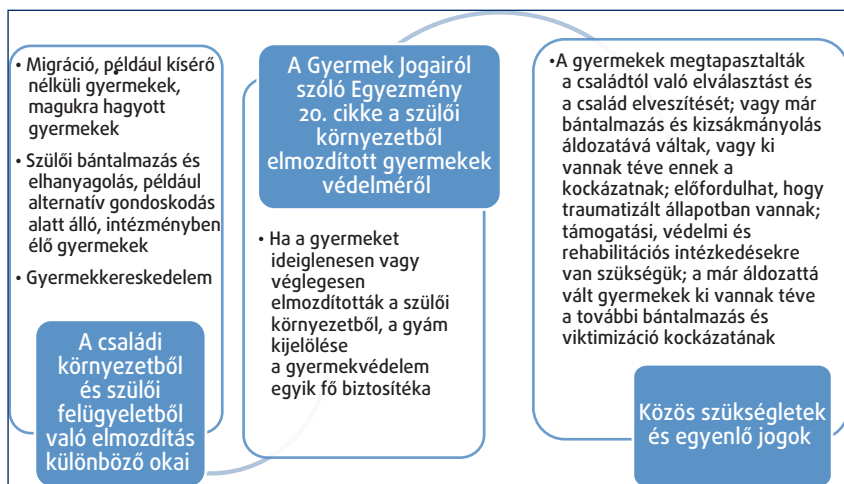 • Migráció, például kísérő
nélküli gyermekek,
magukra hagyott
gyermekek
• Szülői bántalmazás és
elhanyagolás, például
alternatív gondoskodás
alatt álló, intézményben
élő gyermekek
• Gyermekkereskedelem
A családi
környezetből
és szülői
felügyeletből
való elmozdítás
különböző okai
A Gyermek Jogairól
szóló Egyezmény
20. cikke a szülői
környezetből
elmozdított gyermekek
védelméről
• Ha a gyermeket
ideiglenesen vagy
véglegesen
elmozdították a szülői
környezetből, a gyám
kijelölése
a gyermekvédelem
egyik fő biztosítéka
•A gyermekek megtapasztalták
a családtól való elválasztást és
a család elveszítését; vagy már
bántalmazás és kizsákmányolás
áldozatává váltak, vagy ki
vannak téve ennek a
kockázatnak; előfordulhat, hogy
traumatizált állapotban vannak;
támogatási, védelmi és
rehabilitációs intézkedésekre
van szükségük; a már áldozattá
vált gyermekek ki vannak téve
a további bántalmazás és
viktimizáció kockázatának
Közös szükségletek
és egyenlő jogok